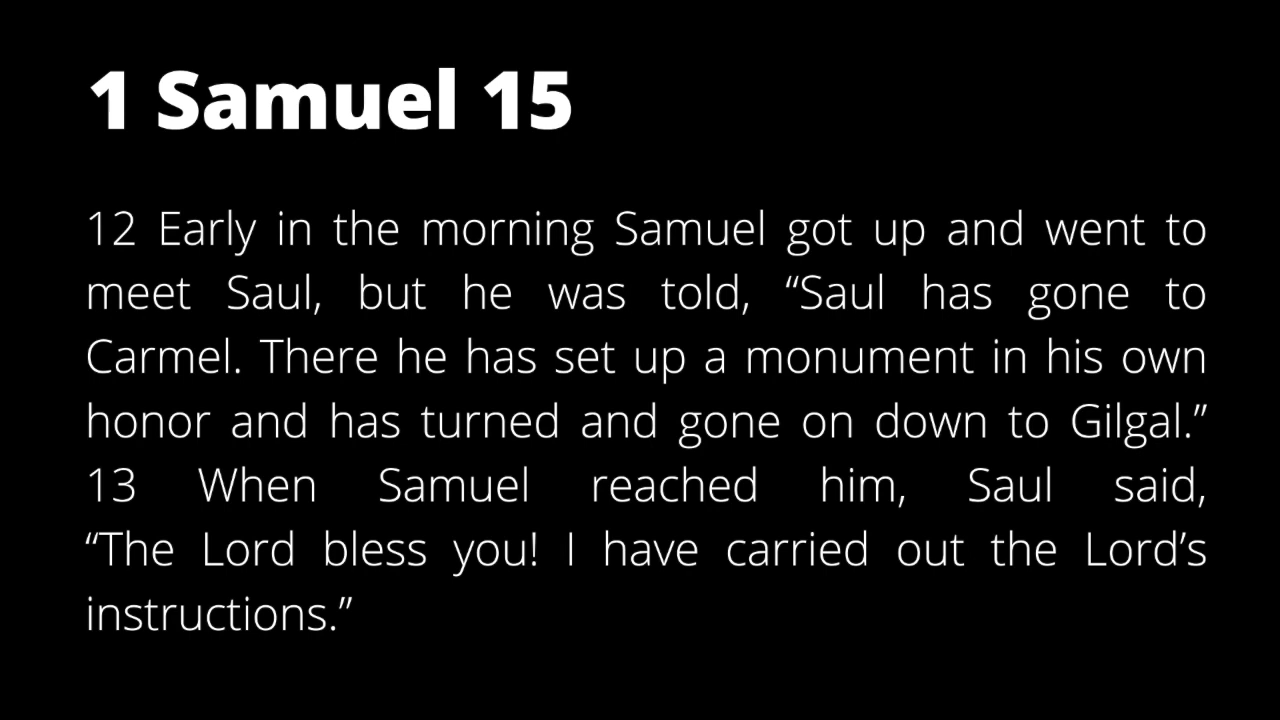 1 Samuel 15
12 Early in the morning Samuel got up and went to
meet Saul, but he was told, “Saul has gone to
Carmel. There he has set up a monument in his own
honor and has turned and gone on down to Gilgal.”
13 When Samuel reached him, Saul said,
“The Lord bless you! I have carried out the Lord’s
instructions.”